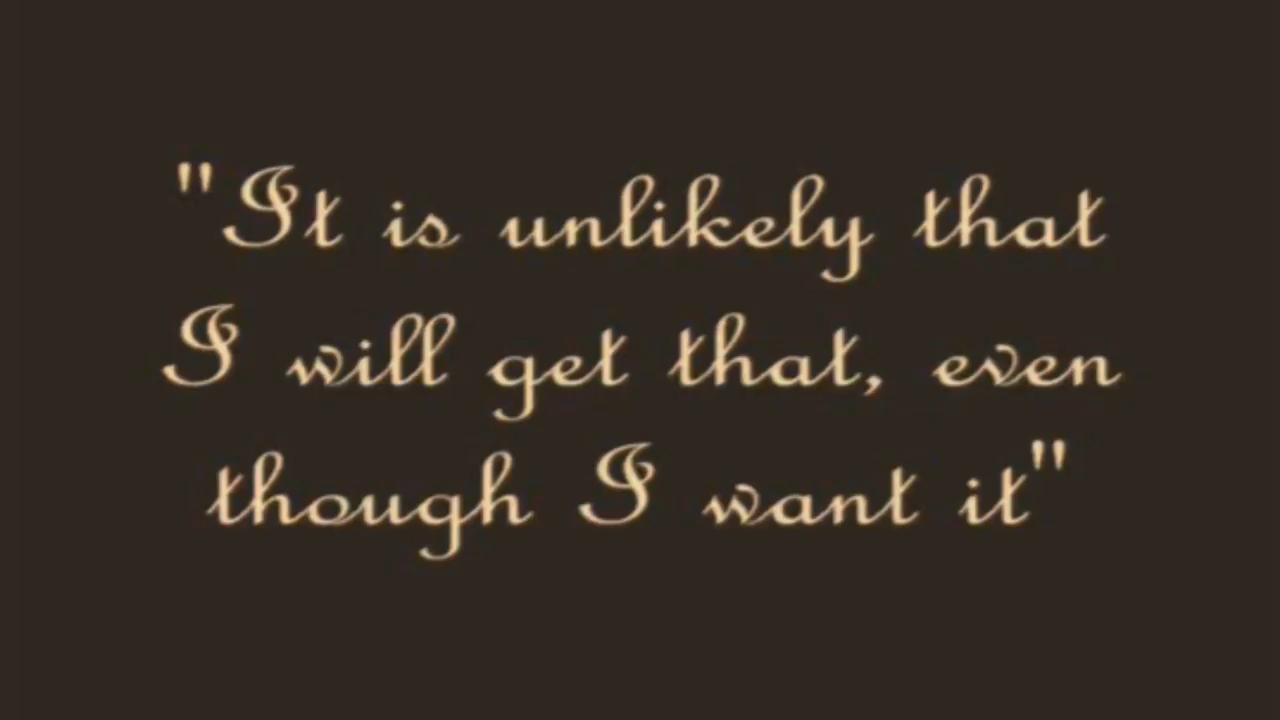 "It is unlikely that
I will get that, even
though I want it"